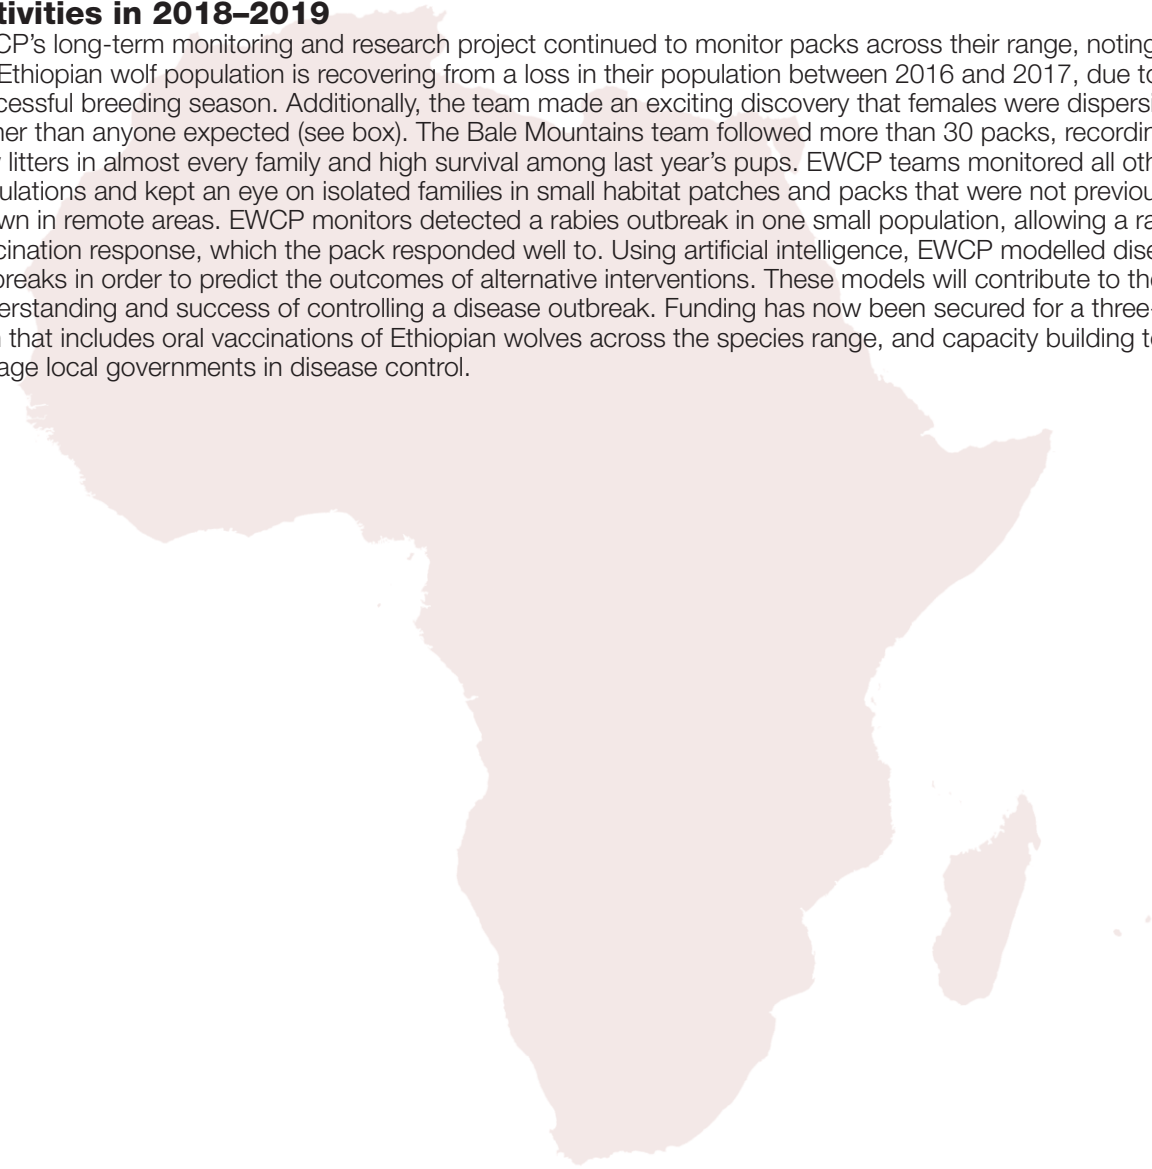 tivities in 2018–2019
CP’s long-term monitoring and research project continued to monitor packs across their range, noting
Ethiopian wolf population is recovering from a loss in their population between 2016 and 2017, due to
cessful breeding season. Additionally, the team made an exciting discovery that females were dispersi
her than anyone expected (see box). The Bale Mountains team followed more than 30 packs, recordin
litters in almost every family and high survival among last year’s pups. EWCP teams monitored all oth
ulations and kept an eye on isolated families in small habitat patches and packs that were not previou
wn in remote areas. EWCP monitors detected a rabies outbreak in one small population, allowing a ra
cination response, which the pack responded well to. Using artificial intelligence, EWCP modelled dise
breaks in order to predict the outcomes of alternative interventions. These models will contribute to the
erstanding and success of controlling a disease outbreak. Funding has now been secured for a three-
that includes oral vaccinations of Ethiopian wolves across the species range, and capacity building to
age local governments in disease control.